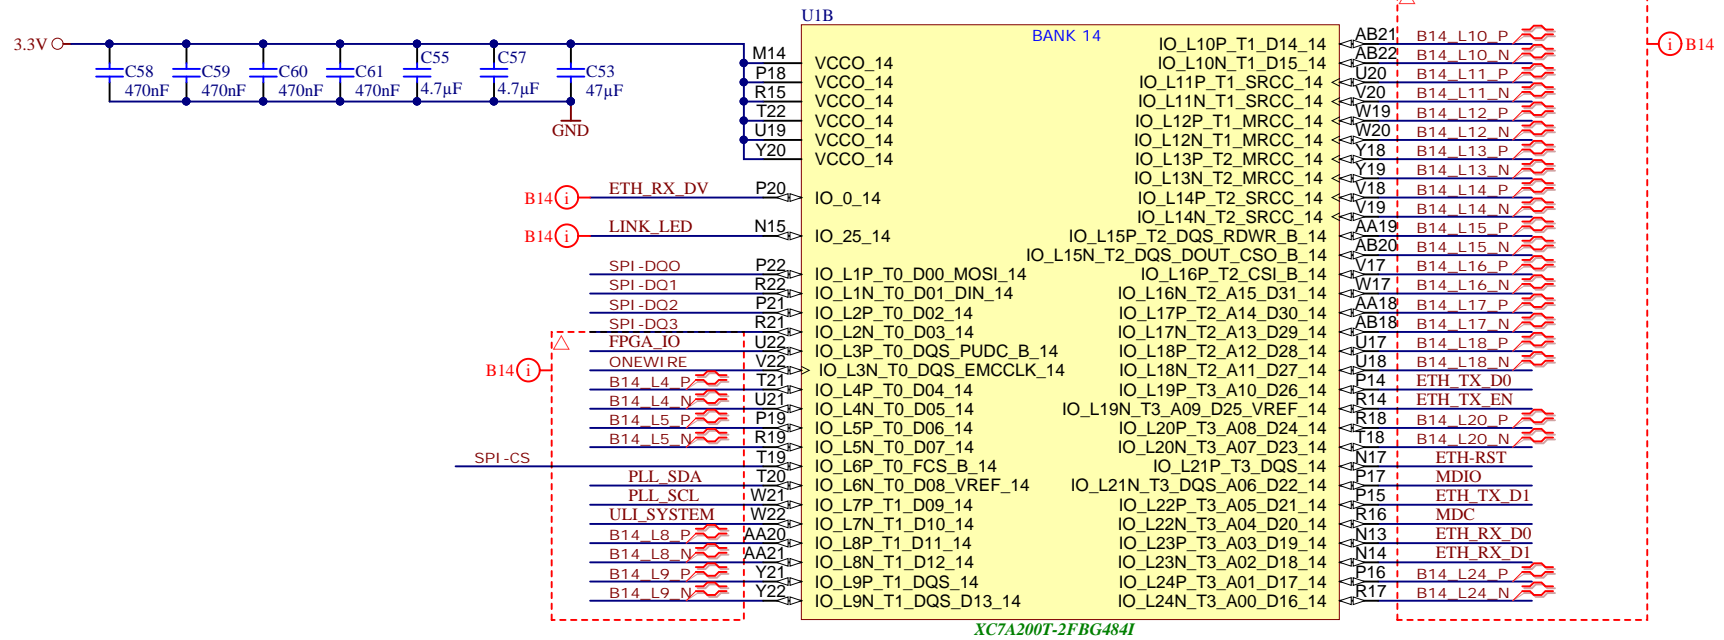 U1B
BANK 14
3.3V
C58
470nF
C59
470nF
C60
470nF
C61
470nF
C55
4.7µF
C57
4.7µF
C53
47µF
GND
M14 VCCO_14
P18 VCCO_14
R15 VCCO_14
T22 VCCO_14
U19 VCCO_14
Y20 VCCO_14
B14 i ETH_RX_DV P20 IO_0_14
B14 i LINK_LED N15 IO_25_14
SPI-DQ0 P22 IO_L1P_T0_D00_MOSI_14
SPI-DQ1 R22 IO_L1N_T0_D01_DIN_14
SPI-DQ2 P21 IO_L2P_T0_D02_14
SPI-DQ3 R21 IO_L2N_T0_D03_14
FPGA_IO U22 IO_L3P_T0_DQS_PUDC_B_14
B14 i ONEWIRE V22 IO_L3N_T0_DQS_EMCCLK_14
B14_L4_P T21 IO_L4P_T0_D04_14
B14_L4_N U21 IO_L4N_T0_D05_14
B14_L5_P P19 IO_L5P_T0_D06_14
B14_L5_N R19 IO_L5N_T0_D07_14
SPI-CS T19 IO_L6P_T0_FCS_B_14
PLL_SDA T20 IO_L6N_T0_D08_VREF_14
PLL_SCL W21 IO_L7P_T1_D09_14
ULI_SYSTEM W22 IO_L7N_T1_D10_14
B14_L8_P AA20 IO_L8P_T1_D11_14
B14_L8_N AA21 IO_L8N_T1_D12_14
B14_L9_P Y21 IO_L9P_T1_DQS_14
B14_L9_N Y22 IO_L9N_T1_DQS_D13_14
IO_L10P_T1_D14_14 AB21 B14_L10_P
i B14
IO_L10N_T1_D15_14 AB22 B14_L10_N
IO_L11P_T1_SRCC_14 U20 B14_L11_P
IO_L11N_T1_SRCC_14 V20 B14_L11_N
IO_L12P_T1_MRCC_14 W19 B14_L12_P
IO_L12N_T1_MRCC_14 W20 B14_L12_N
IO_L13P_T2_MRCC_14 Y18 B14_L13_P
IO_L13N_T2_MRCC_14 Y19 B14_L13_N
IO_L14P_T2_SRCC_14 V18 B14_L14_P
IO_L14N_T2_SRCC_14 V19 B14_L14_N
IO_L15P_T2_DQS_RDWR_B_14 AA19 B14_L15_P
IO_L15N_T2_DQS_DOUT_CSO_B_14 AB20 B14_L15_N
IO_L16P_T2_CSI_B_14 V17 B14_L16_P
IO_L16N_T2_A15_D31_14 W17 B14_L16_N
IO_L17P_T2_A14_D30_14 AA18 B14_L17_P
IO_L17N_T2_A13_D29_14 AB18 B14_L17_N
IO_L18P_T2_A12_D28_14 U17 B14_L18_P
IO_L18N_T2_A11_D27_14 U18 B14_L18_N
IO_L19P_T3_A10_D26_14 P14 ETH_TX_D0
IO_L19N_T3_A09_D25_VREF_14 R14 ETH_TX_EN
IO_L20P_T3_A08_D24_14 R18 B14_L20_P
IO_L20N_T3_A07_D23_14 T18 B14_L20_N
IO_L21P_T3_DQS_14 N17 ETH-RST
IO_L21N_T3_DQS_A06_D22_14 P17 MDIO
IO_L22P_T3_A05_D21_14 P15 ETH_TX_D1
IO_L22N_T3_A04_D20_14 R16 MDC
IO_L23P_T3_A03_D19_14 N13 ETH_RX_D0
IO_L23N_T3_A02_D18_14 N14 ETH_RX_D1
IO_L24P_T3_A01_D17_14 P16 B14_L24_P
IO_L24N_T3_A00_D16_14 R17 B14_L24_N
XC7A200T-2FBG484I